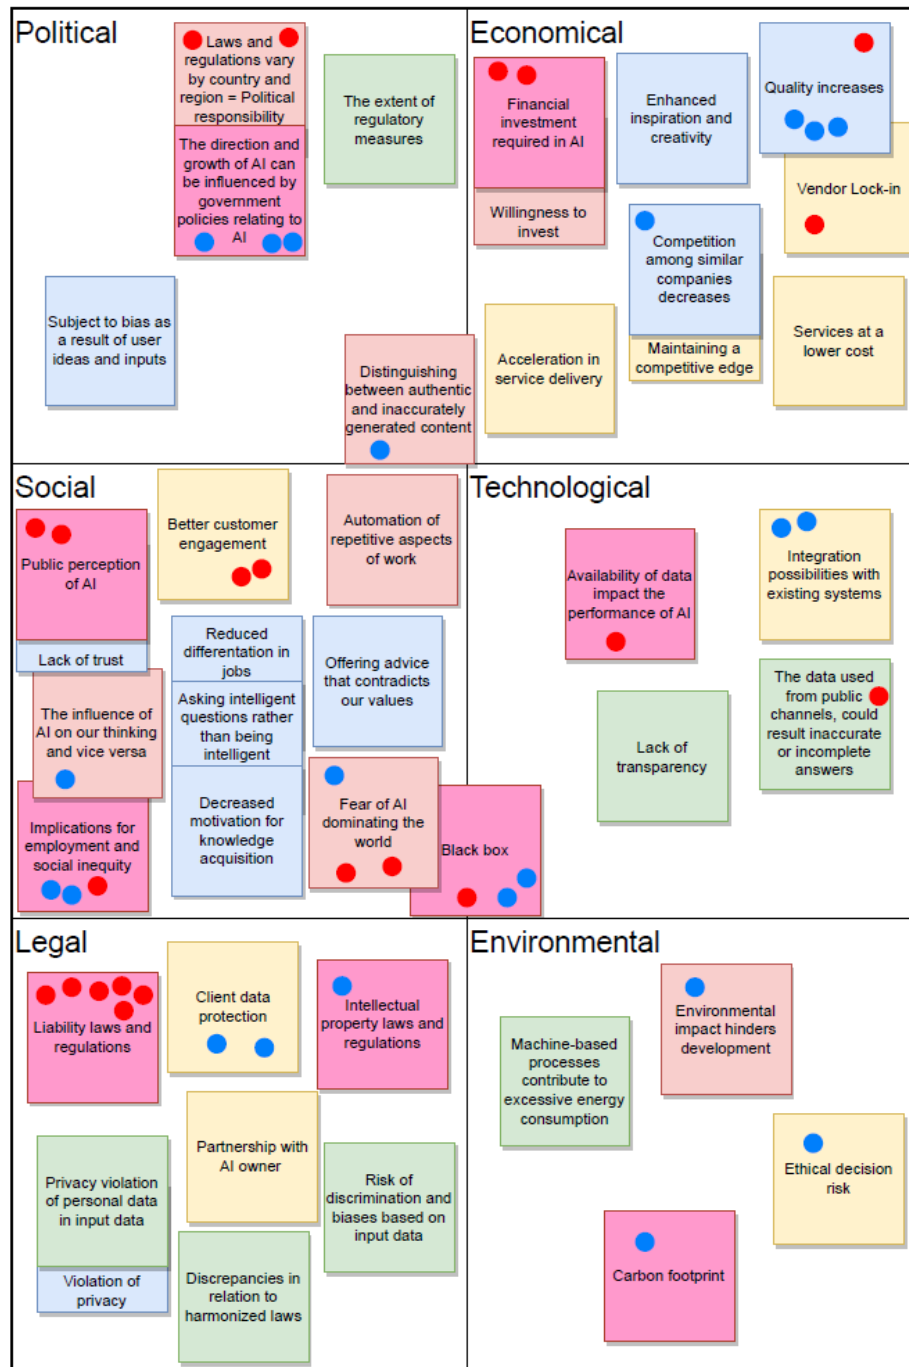 Political
Laws and
regulations vary
by country and
region = Political
responsibility
The direction and
growth of AI can
be influenced by
government
policies relating to
AI
The extent of
regulatory
measures
Subject to bias as
a result of user
ideas and inputs
Distinguishing
between authentic
and inaccurately
generated content
Economical
Financial
investment
required in AI
Willingness to
invest
Enhanced
inspiration and
creativity
Quality increases
Vendor Lock-in
Competition
among similar
companies
decreases
Maintaining a
competitive edge
Acceleration in
service delivery
Services at a
lower cost
Social
Public perception
of AI
Lack of trust
Better customer
engagement
Automation of
repetitive aspects
of work
The influence of
AI on our thinking
and vice versa
Reduced
differentation in
jobs
Asking intelligent
questions rather
than being
intelligent
Decreased
motivation for
knowledge
acquisition
Offering advice
that contradicts
our values
Implications for
employment and
social inequity
Fear of AI
dominating the
world
Black box
Technological
Availability of data
impact the
performance of AI
Integration
possibilities with
existing systems
Lack of
transparency
The data used
from public
channels, could
result inaccurate
or incomplete
answers
Legal
Liability laws and
regulations
Client data
protection
Intellectual
property laws and
regulations
Privacy violation
of personal data
in input data
Violation of
privacy
Partnership with
AI owner
Discrepancies in
relation to
harmonized laws
Risk of
discrimination and
biases based on
input data
Environmental
Machine-based
processes
contribute to
excessive energy
consumption
Environmental
impact hinders
development
Ethical decision
risk
Carbon footprint